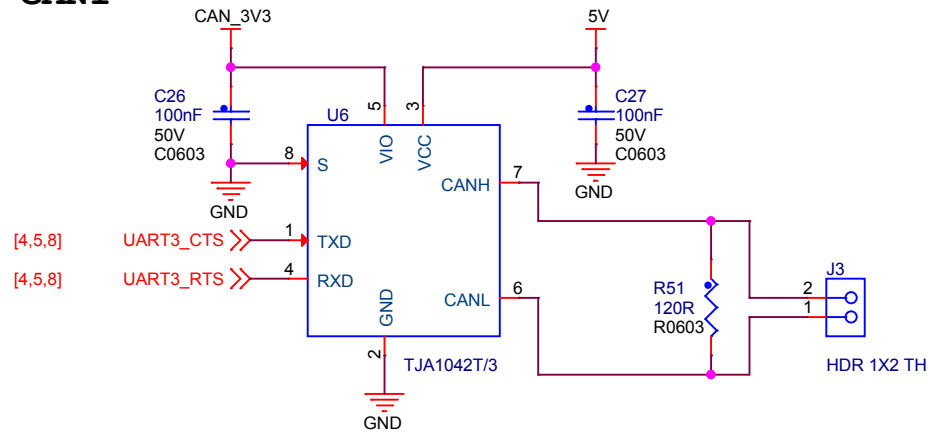 CAN1
CAN_3V3
5V
C26
100nF
50V
C0603
C27
100nF
50V
C0603
U6
5
3
VIO
VCC
8
S
GND
GND
7
CANH
[4,5,8]
UART3_CTS
1
TXD
[4,5,8]
UART3_RTS
4
RXD
6
CANL
GND
2
TJA1042T/3
GND
R51
120R
R0603
J3
2
1
HDR 1X2 TH